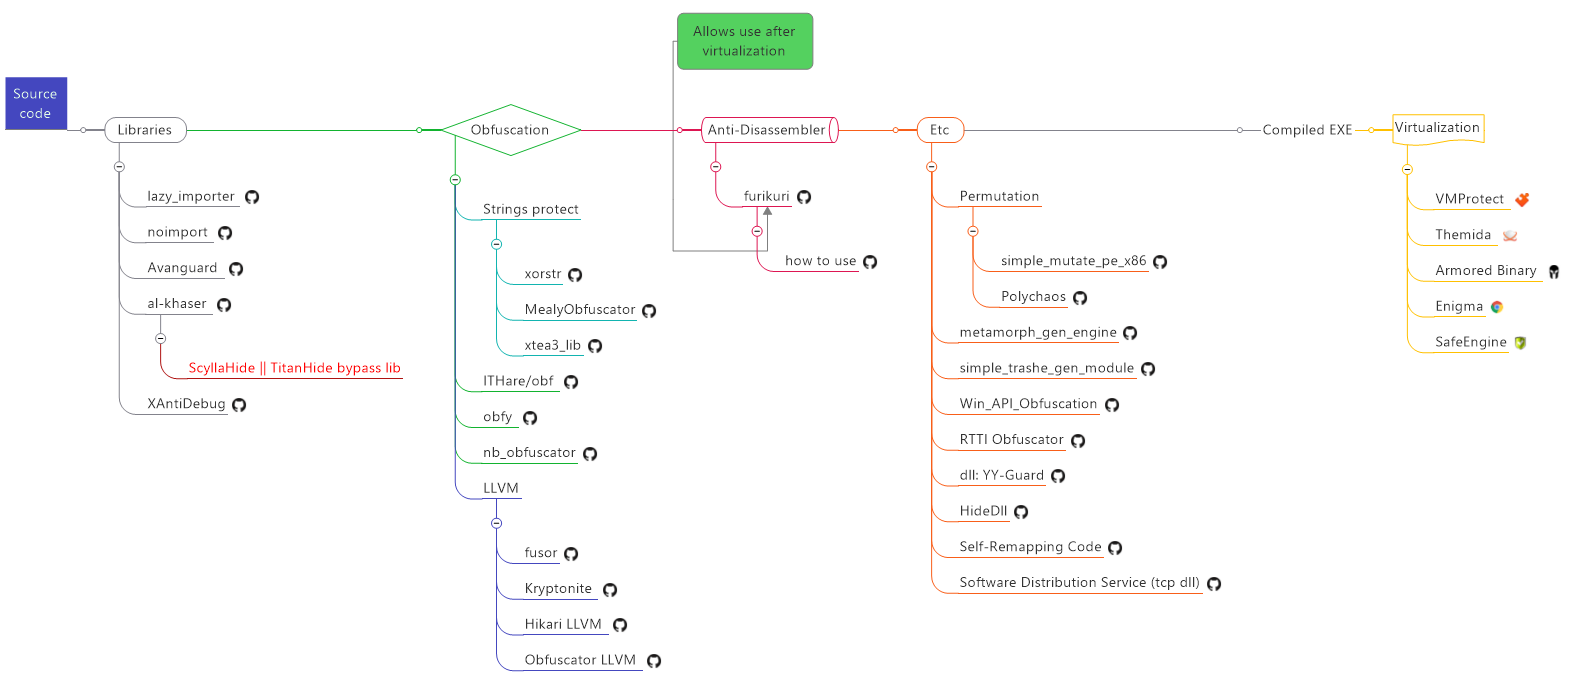 Allows use after
virtualization
Source
code
Libraries
Obfuscation
Anti-Disassembler
Etc
Compiled EXE
Virtualization
lazy_importer
noimport
Avanguard
al-khaser
ScyllaHide || TitanHide bypass lib
XAntiDebug
Strings protect
xorstr
MealyObfuscator
xtea3_lib
ITHare/obf
obfy
nb_obfuscator
LLVM
fusor
Kryptonite
Hikari LLVM
Obfuscator LLVM
furikuri
how to use
Permutation
simple_mutate_pe_x86
Polychaos
metamorph_gen_engine
simple_trashe_gen_module
Win_API_Obfuscation
RTTI Obfuscator
dll: YY-Guard
HideDll
Self-Remapping Code
Software Distribution Service (tcp dll)
VMProtect
Themida
Armored Binary
Enigma
SafeEngine